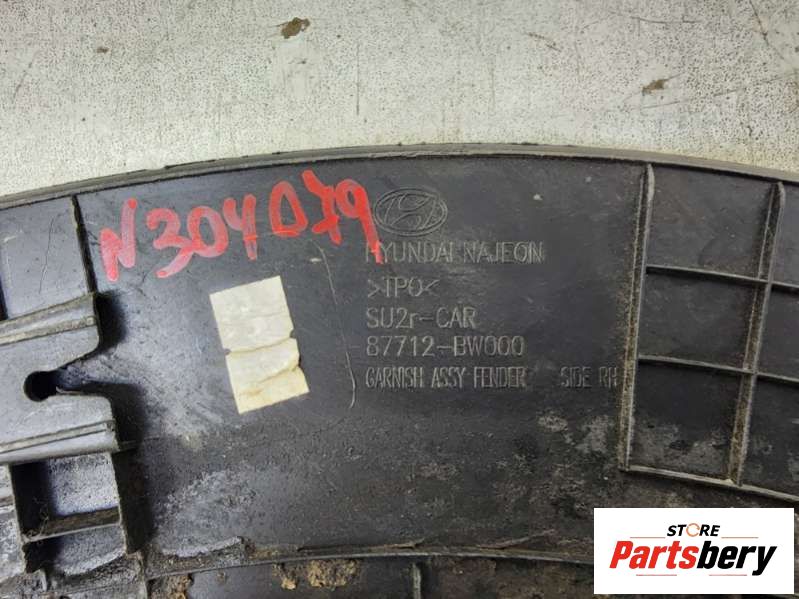 N304079
HYUNDAI-NAJEON
>TPO<
SU2r-CAR
87712-BW000
GARNISH ASSY-FENDER SIDE RH
STORE
Partsbery